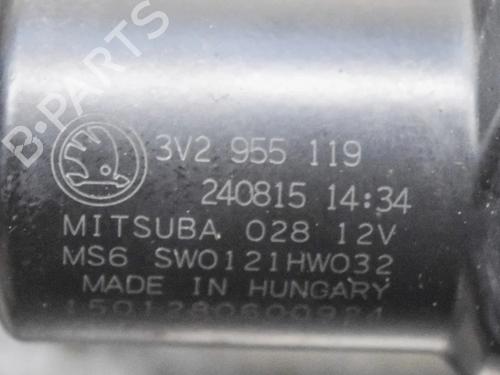 3V2 955 119
240815 14:34
MITSUBA 028 12V
MS6 SW0121HW032
MADE IN HUNGARY
B-PARTS